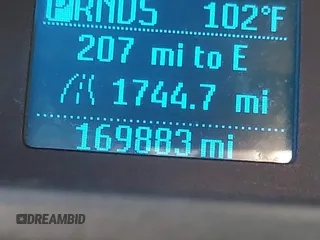 PRNDS 102°F
207 mi to E
1744.7 mi
169883 mi
DREAMBID